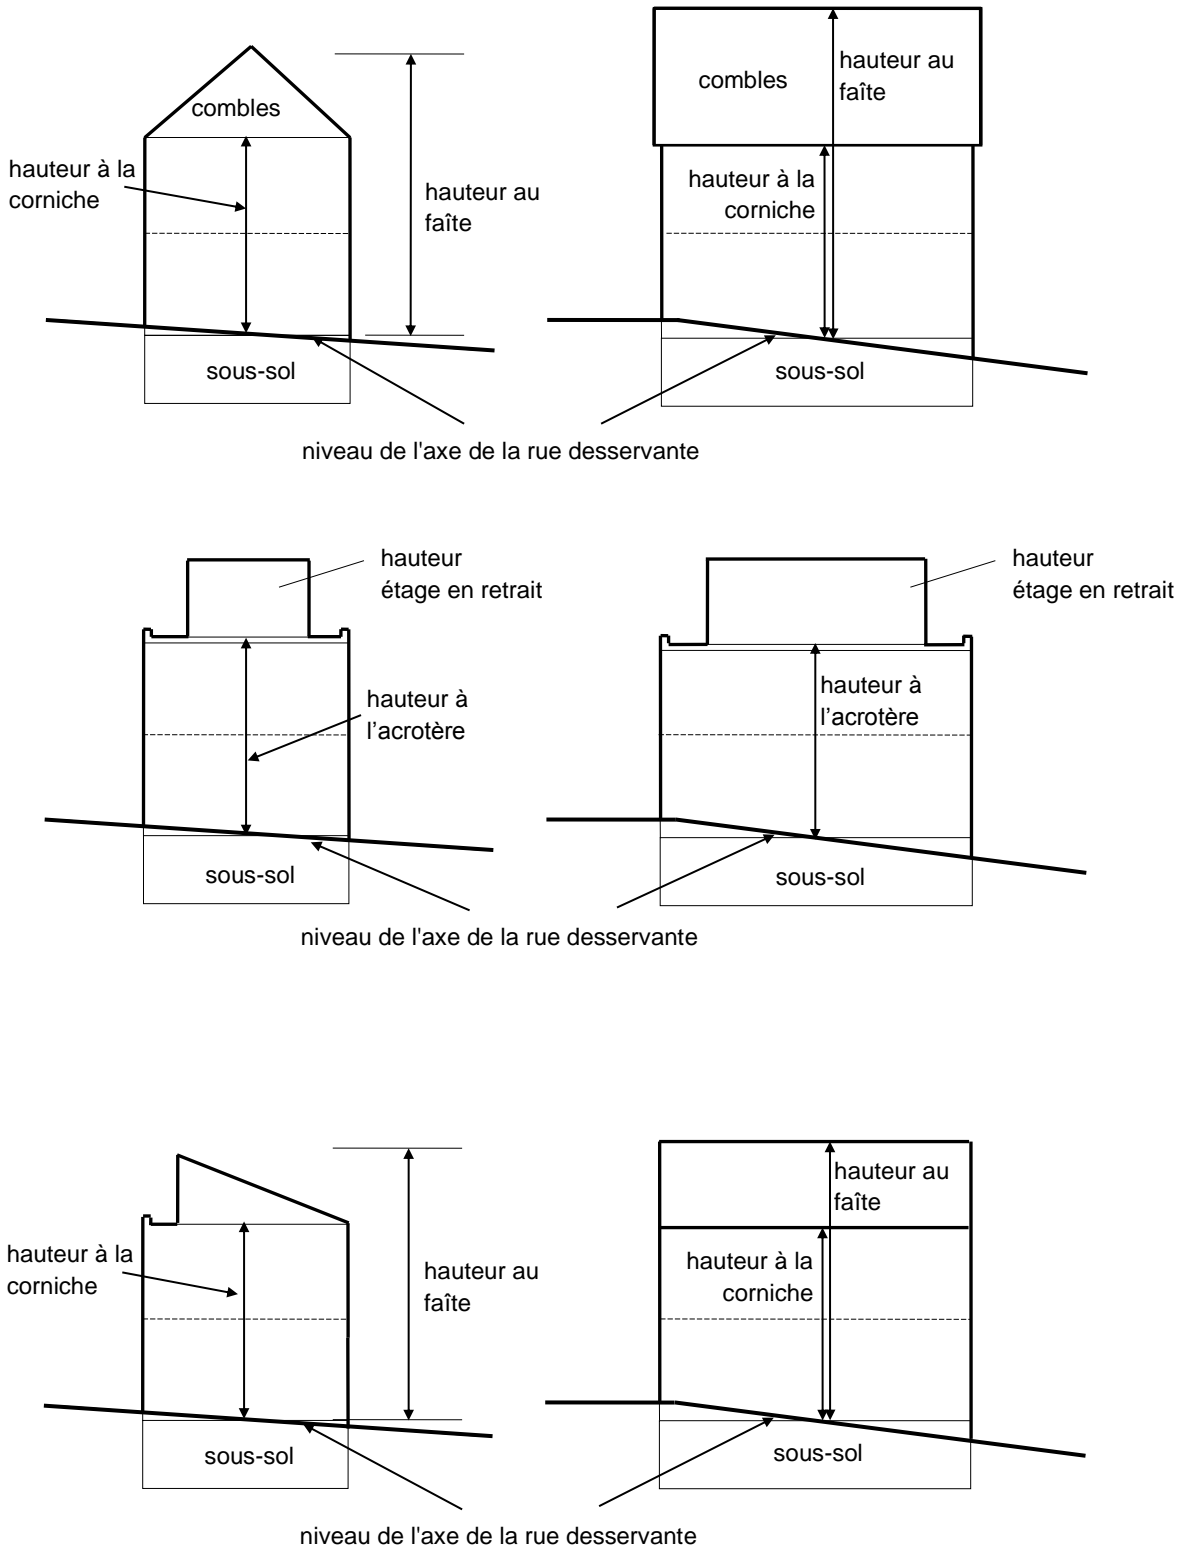 combles
hauteur à la
corniche
hauteur au
faîte
sous-sol
combles
hauteur au
faîte
hauteur à la
corniche
sous-sol
niveau de l'axe de la rue desservante
hauteur
étage en retrait
hauteur à
l’acrotère
sous-sol
hauteur
étage en retrait
hauteur à
l’acrotère
sous-sol
niveau de l'axe de la rue desservante
hauteur à la
corniche
hauteur au
faîte
sous-sol
hauteur au
faîte
hauteur à la
corniche
sous-sol
niveau de l'axe de la rue desservante